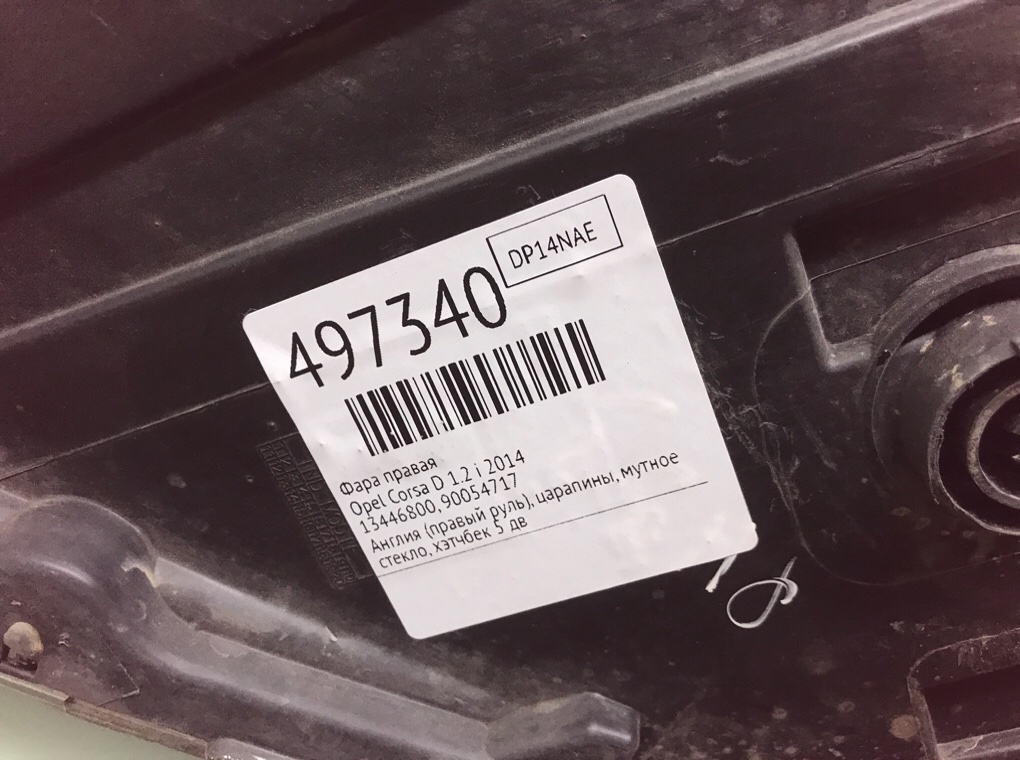 DP14NAE
497340
Фара правая
Opel Corsa D 1.2 i 2014
13446800, 90054717
Англия (правый руль), царапины, мутное
стекло, хэтчбек 5 дв